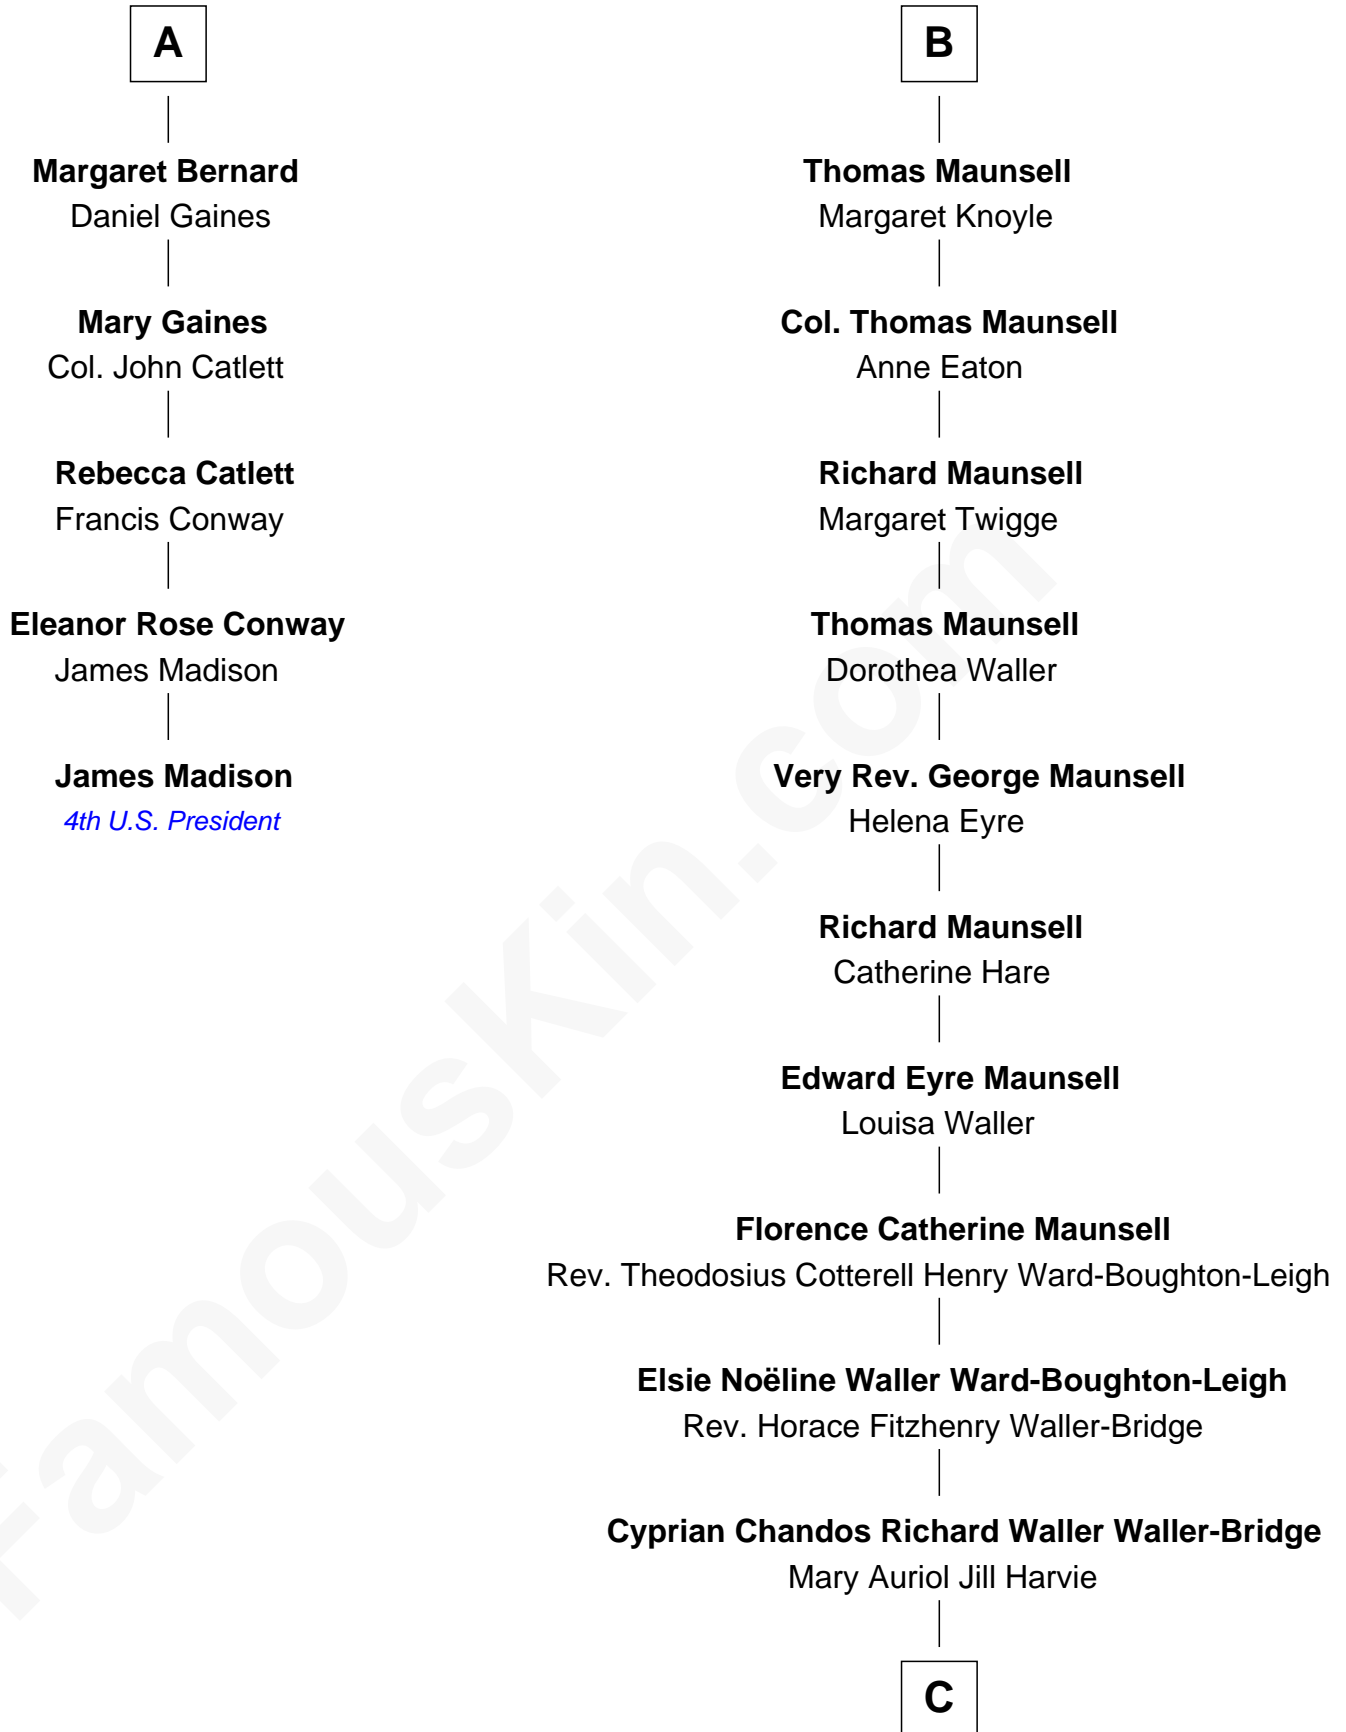 A
Margaret Bernard
Daniel Gaines
Mary Gaines
Col. John Catlett
Rebecca Catlett
Francis Conway
Eleanor Rose Conway
James Madison
James Madison
4th U.S. President
B
Thomas Maunsell
Margaret Knoyle
Col. Thomas Maunsell
Anne Eaton
Richard Maunsell
Margaret Twigge
Thomas Maunsell
Dorothea Waller
Very Rev. George Maunsell
Helena Eyre
Richard Maunsell
Catherine Hare
Edward Eyre Maunsell
Louisa Waller
Florence Catherine Maunsell
Rev. Theodosius Cotterell Henry Ward-Boughton-Leigh
Elsie Noëline Waller Ward-Boughton-Leigh
Rev. Horace Fitzhenry Waller-Bridge
Cyprian Chandos Richard Waller Waller-Bridge
Mary Auriol Jill Harvie
C
FamousKin.com